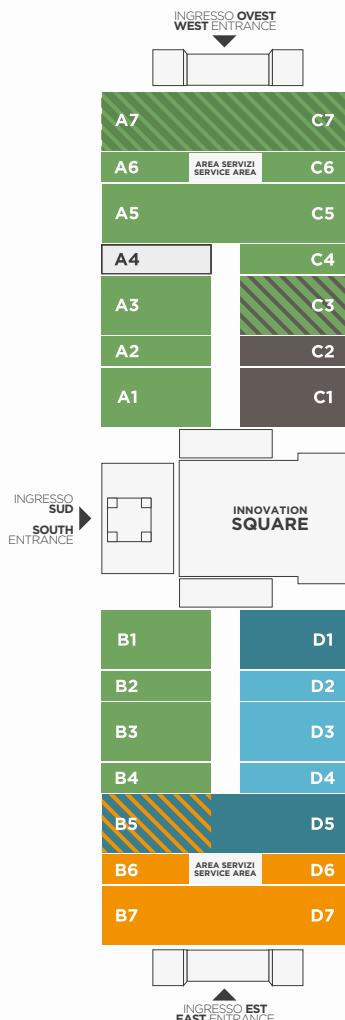 INGRESSO OVEST
WEST ENTRANCE
A7 C7
A6 AREA SERVIZI C6
SERVICE AREA
A5 C5
A4 C4
A3 C3
A2 C2
A1 C1
INGRESSO
SUD
SOUTH
ENTRANCE
INNOVATION
SQUARE
B1 D1
B2 D2
B3 D3
B4 D4
B5 D5
B6 AREA SERVIZI D6
SERVICE AREA
B7 D7
INGRESSO EST
EAST ENTRANCE